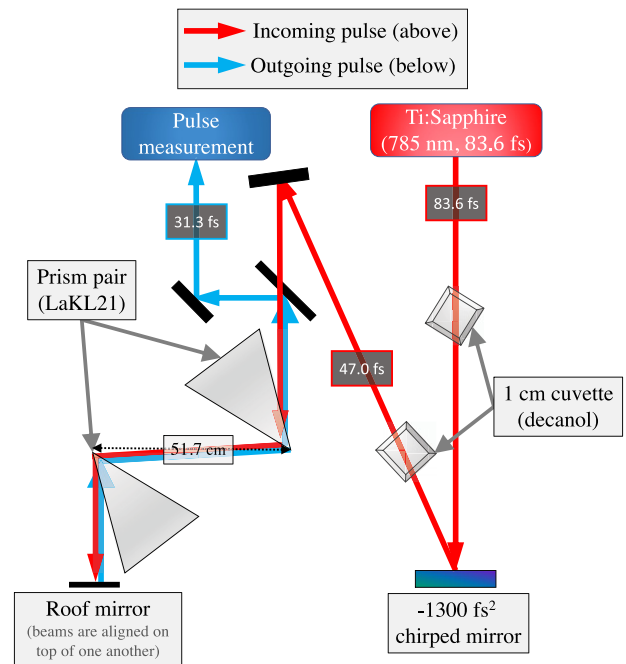 Incoming pulse (above)
Outgoing pulse (below)
Pulse
measurement
Ti:Sapphire
(785 nm, 83.6 fs)
31.3 fs
83.6 fs
Prism pair
(LaKL21)
47.0 fs
1 cm cuvette
(decanol)
51.7 cm
Roof mirror
(beams are aligned on
top of one another)
-1300 fs²
chirped mirror